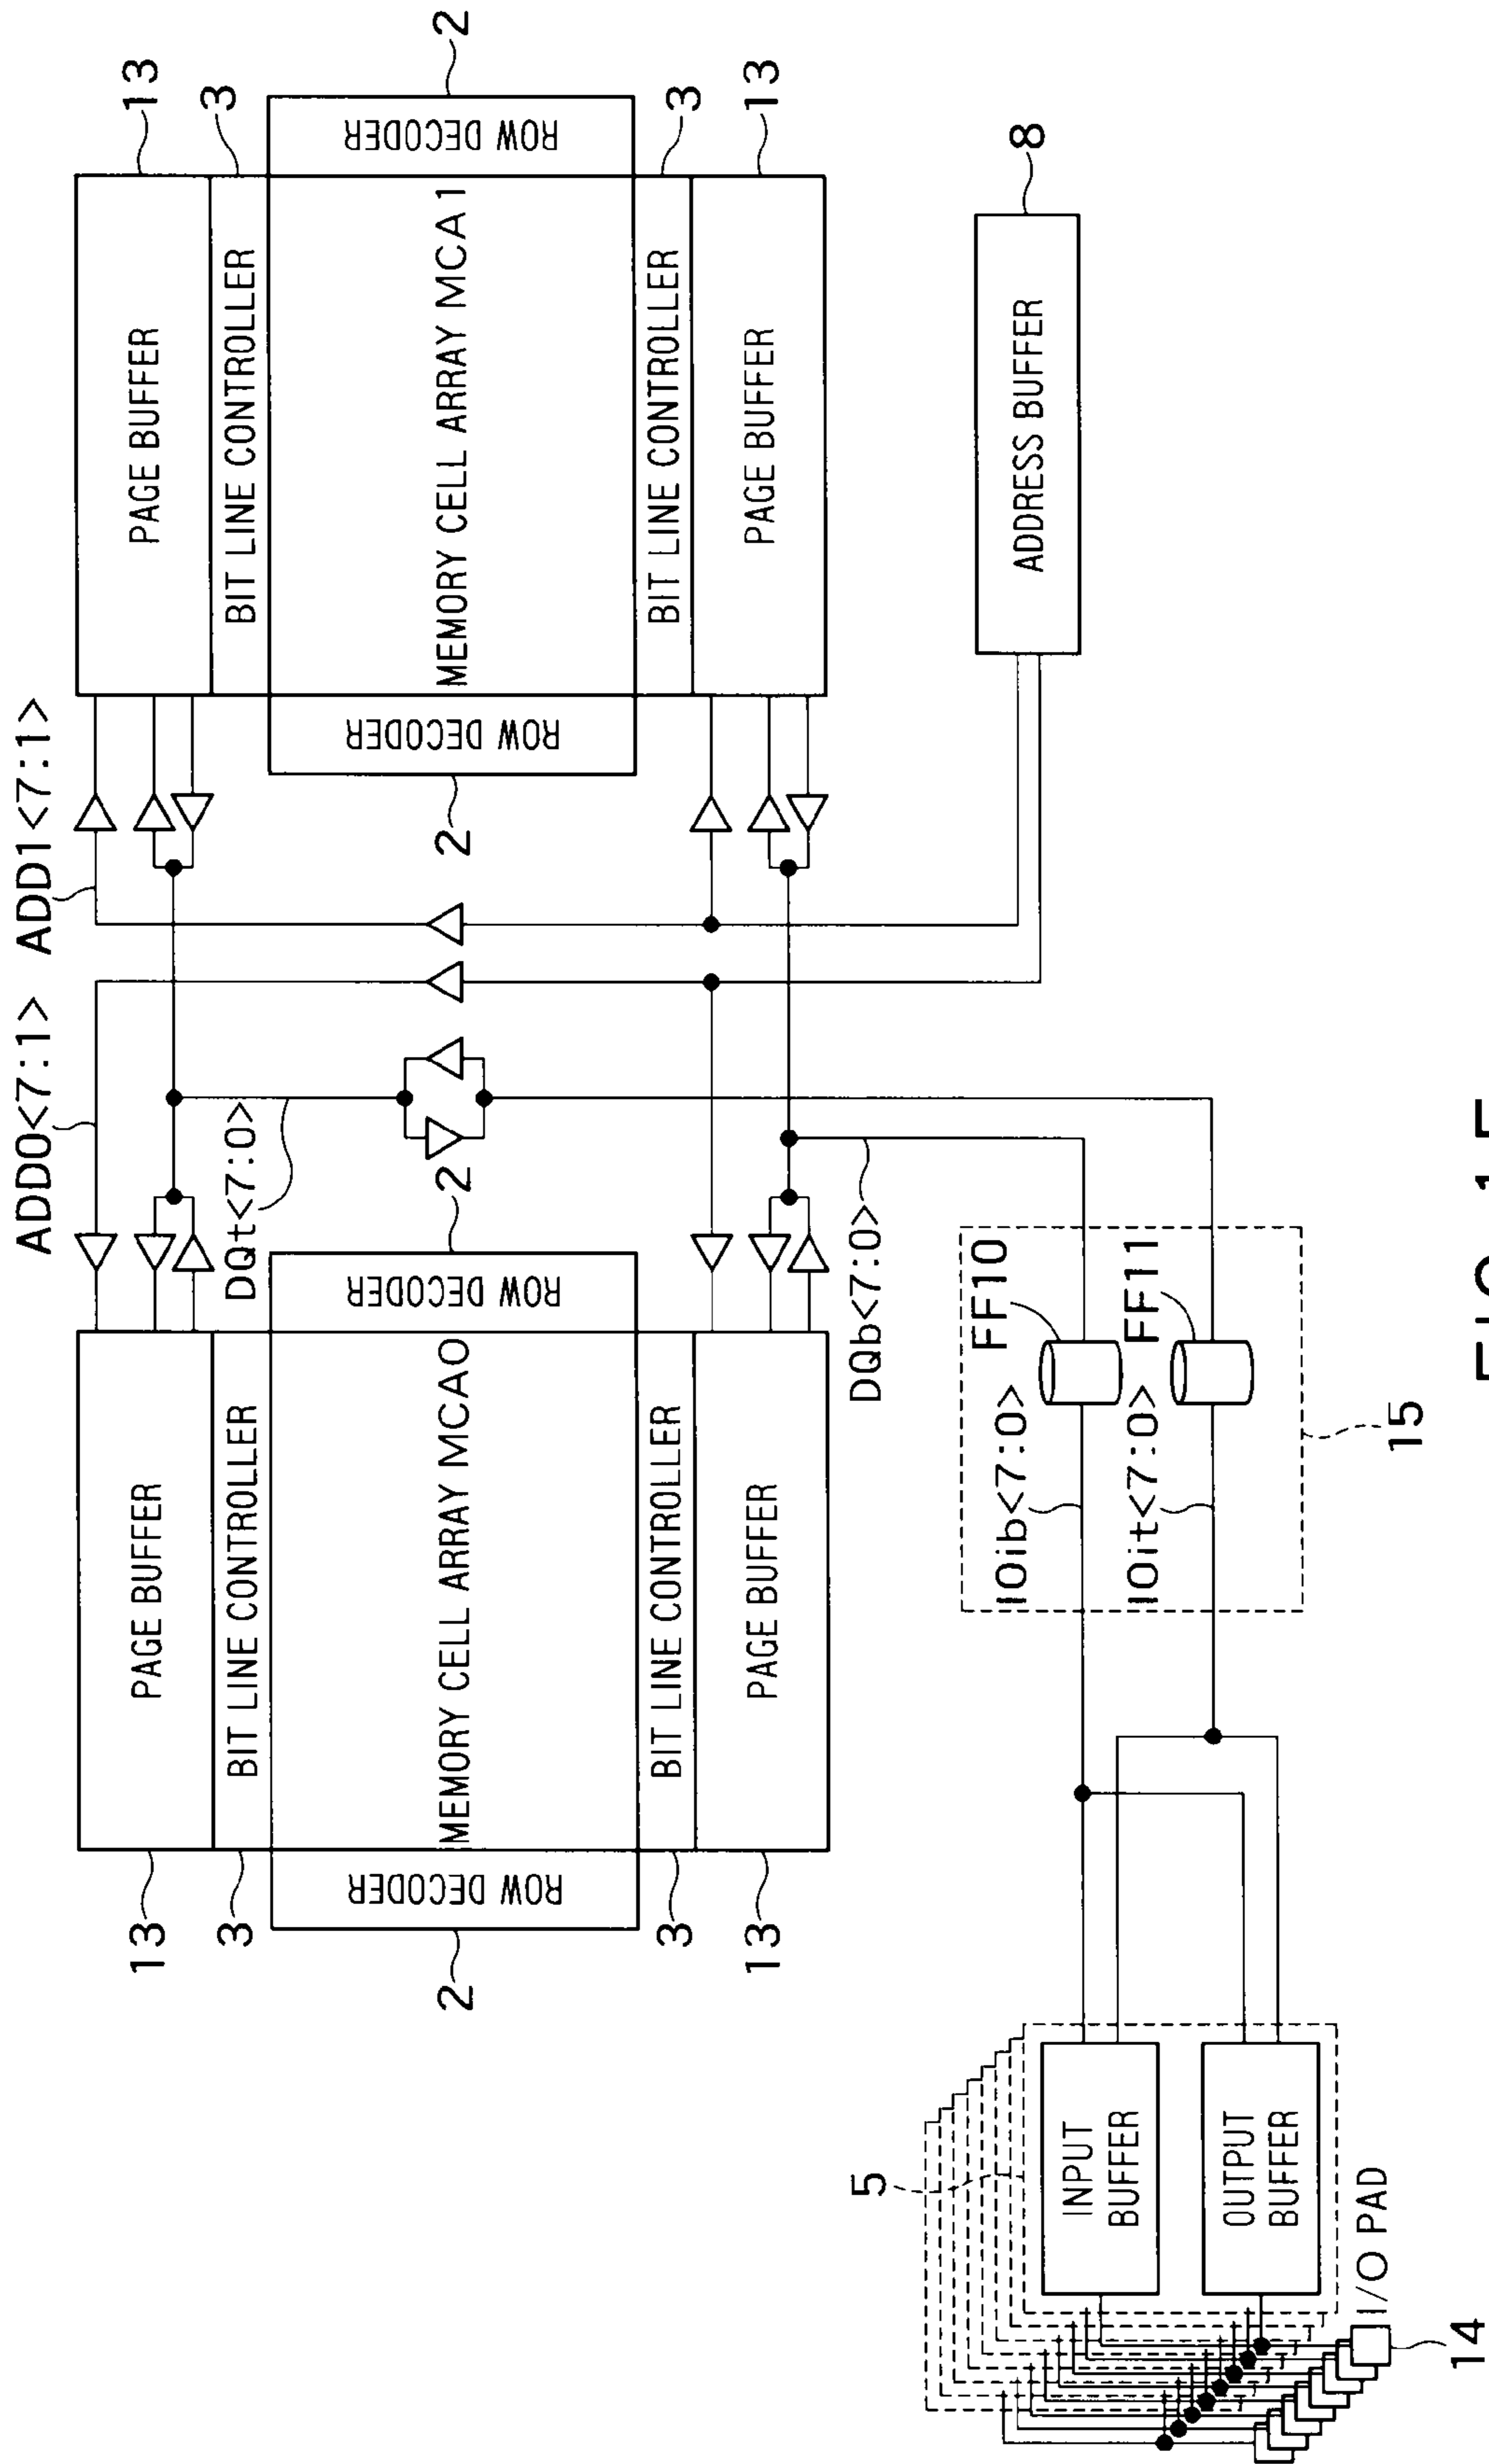 ADD0<7:1> ADD1<7:1>
13 PAGE BUFFER PAGE BUFFER 13
3 BIT LINE CONTROLLER DQt<7:0> BIT LINE CONTROLLER 3
ROW DECODER ROW DECODER ROW DECODER ROW DECODER
2 MEMORY CELL ARRAY MCA0 2 2 MEMORY CELL ARRAY MCA1 2
3 BIT LINE CONTROLLER BIT LINE CONTROLLER 3
13 PAGE BUFFER PAGE BUFFER 13
DQb<7:0>
5
IOib<7:0> FF10
ADDRESS BUFFER 8
INPUT
BUFFER
IOit<7:0> FF11
OUTPUT
BUFFER
I/O PAD
15
14